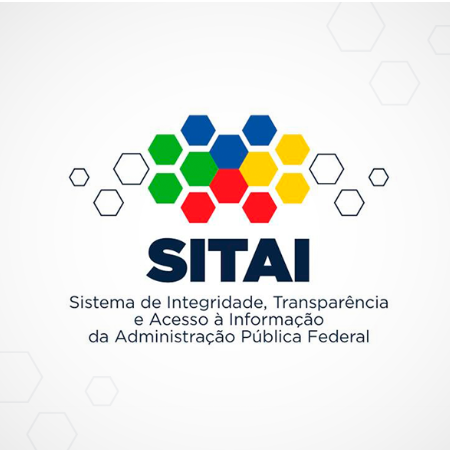 SITAI
Sistema de Integridade, Transparência
e Acesso à Informação
da Administração Pública Federal